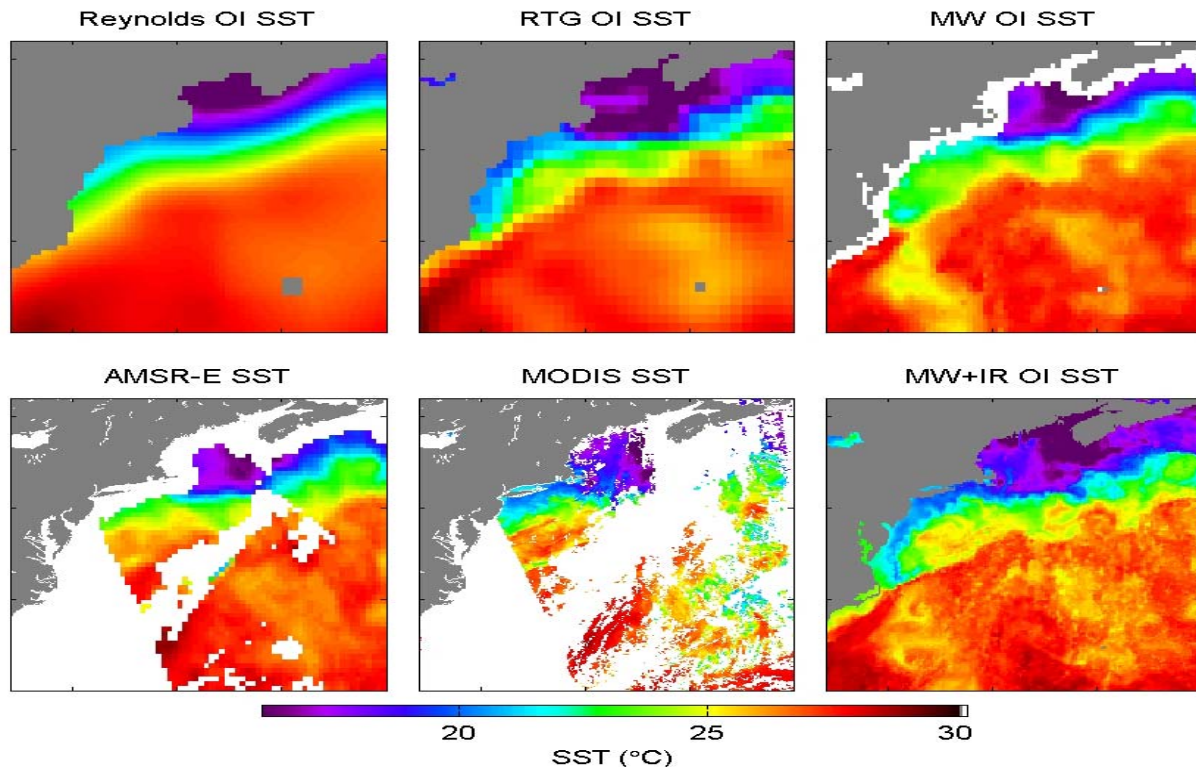 Reynolds OI SST RTG OI SST MW OI SST
AMSR-E SST MODIS SST MW+IR OI SST
20 25 30
SST (°C)